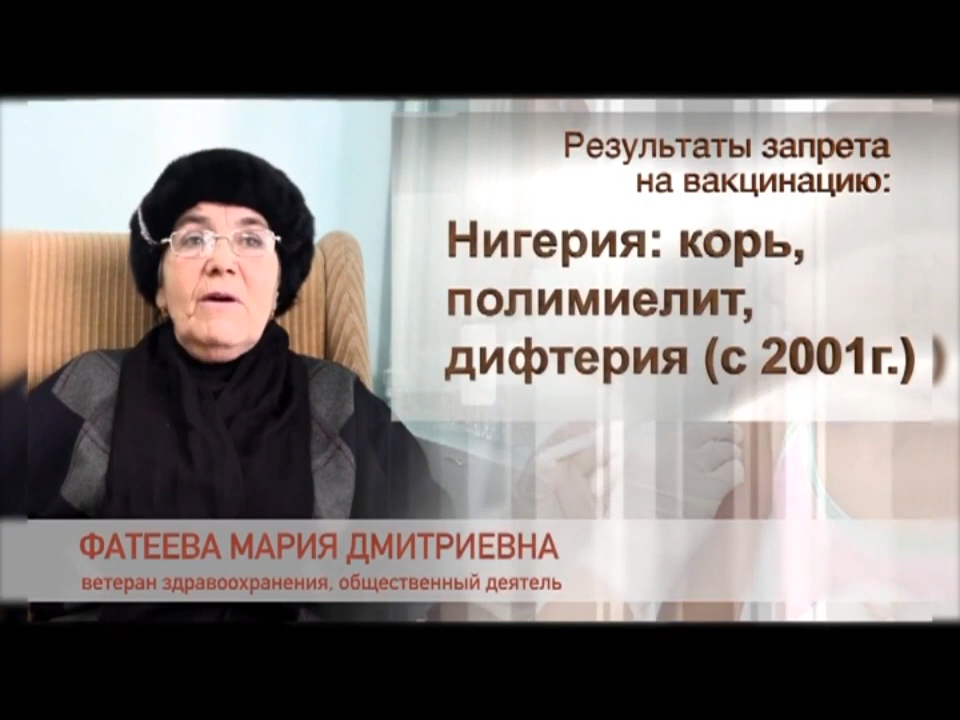 Результаты запрета
на вакцинацию:
Нигерия: корь,
полимиелит,
дифтерия (с 2001г.) )
ФАТЕЕВА МАРИЯ ДМИТРИЕВНА
ветеран здравоохранения, общественный деятель